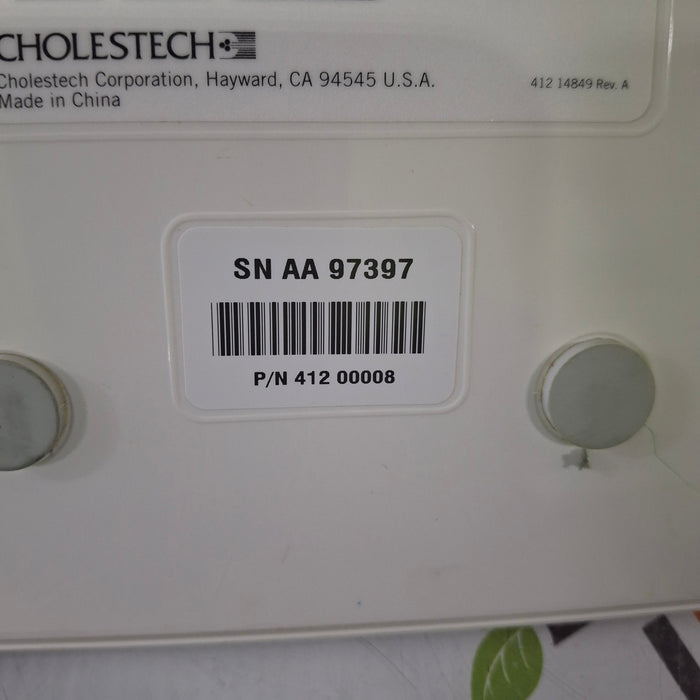 CHOLESTECH
Cholestech Corporation, Hayward, CA 94545 U.S.A.
412 14849 Rev. A
Made in China
SN AA 97397
P/N 412 00008